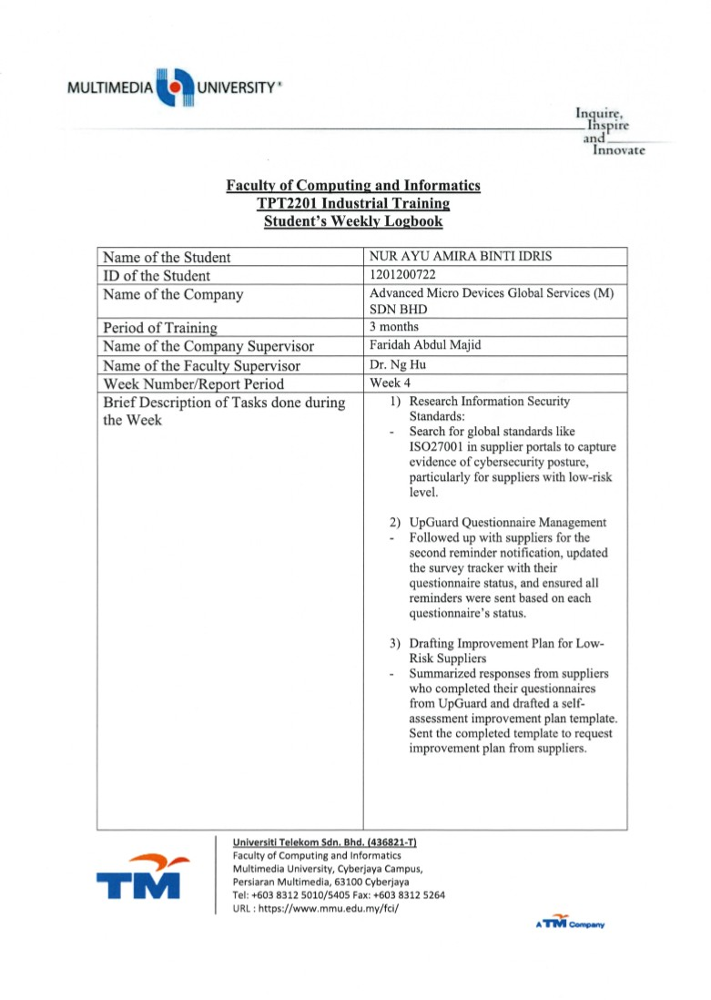 MULTIMEDIA UNIVERSITY
Inquire,
Inspire
and
Innovate
Faculty of Computing and Informatics
TPT2201 Industrial Training
Student's Weekly Logbook
Name of the Student NUR AYU AMIRA BINTI IDRIS
ID of the Student 1201200722
Name of the Company Advanced Micro Devices Global Services (M)
SDN BHD
Period of Training 3 months
Name of the Company Supervisor Faridah Abdul Majid
Name of the Faculty Supervisor Dr. Ng Hu
Week Number/Report Period Week 4
Brief Description of Tasks done during
the Week
1) Research Information Security
Standards:
- Search for global standards like
ISO27001 in supplier portals to capture
evidence of cybersecurity posture,
particularly for suppliers with low-risk
level.
2) UpGuard Questionnaire Management
- Followed up with suppliers for the
second reminder notification, updated
the survey tracker with their
questionnaire status, and ensured all
reminders were sent based on each
questionnaire's status.
3) Drafting Improvement Plan for Low-
Risk Suppliers
- Summarized responses from suppliers
who completed their questionnaires
from UpGuard and drafted a self-
assessment improvement plan template.
Sent the completed template to request
improvement plan from suppliers.
TM
Universiti Telekom Sdn. Bhd. (436821-T)
Faculty of Computing and Informatics
Multimedia University, Cyberjaya Campus,
Persiaran Multimedia, 63100 Cyberjaya
Tel: +603 8312 5010/5405 Fax: +603 8312 5264
URL : https://www.mmu.edu.my/fci/
A TM Company